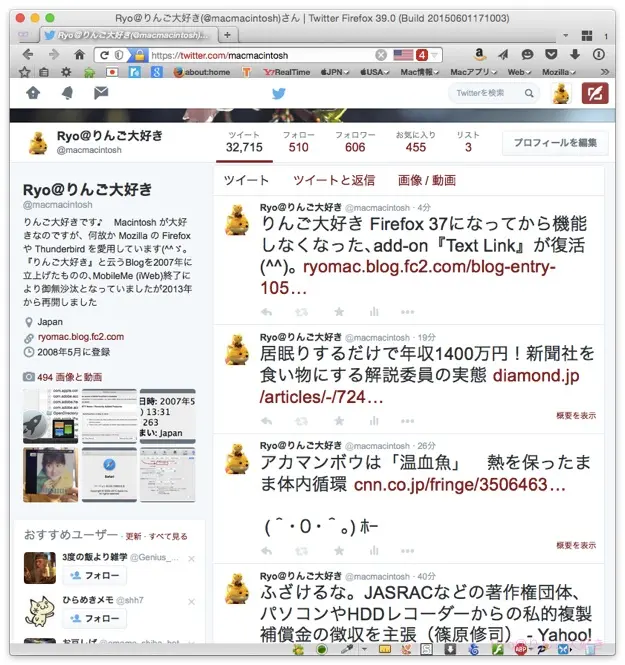 Ryo@りんご大好き(@macmacintosh)さん | Twitter Firefox 39.0 (Build 20150601171003)
Ryo@りんご大好き(@macmacintosh)...
https://twitter.com/macmacintosh
4
1
about:home
YRealTime
JPN
USA
Mac情報
Macアプリ
Web
Mozilla
Twitterを検索
Ryo@りんご大好き
@macmacintosh
ツイート
32,715
フォロー
510
フォロワー
606
お気に入り
455
リスト
3
プロフィールを編集
Ryo@りんご大好き
@macmacintosh
りんご大好きです♪　Macintosh が大好
きなのですが、何故か Mozilla の Firefox
や Thunderbird を愛用しています(^^ゞ。
『りんご大好き』と云うBlogを2007年に
立上げたものの、MobileMe (iWeb)終了に
より御無沙汰となっていましたが2013年
から再開しました
Japan
ryomac.blog.fc2.com
2008年5月に登録
494 画像と動画
日時: 2007年5
) 13:31
263
まい: Japan
おすすめユーザー · 更新 · すべて見る
3度の飯より雑学 @Genius_...
フォロー
ひらめきメモ @shh7
フォロー
ツイート
ツイートと返信
画像 / 動画
Ryo@りんご大好き @macmacintosh · 4分
りんご大好き Firefox 37になってから機能
しなくなった、add-on『Text Link』が復活
(^^)。 ryomac.blog.fc2.com/blog-entry-
105…
Ryo@りんご大好き @macmacintosh · 19分
居眠りするだけで年収1400万円！新聞社を
食い物にする解説委員の実態 diamond.jp
/articles/-/724…
概要を表示
Ryo@りんご大好き @macmacintosh · 26分
アカマンボウは「温血魚」　熱を保ったま
ま体内循環 cnn.co.jp/fringe/3506463…
(＾・0・＾｡) ﾎｰ
概要を表示
Ryo@りんご大好き @macmacintosh · 40分
ふざけるな。JASRACなどの著作権団体、
パソコンやHDDレコーダーからの私的複製
補償金の徴収を主張（篠原修司） - Yahoo!
ABP